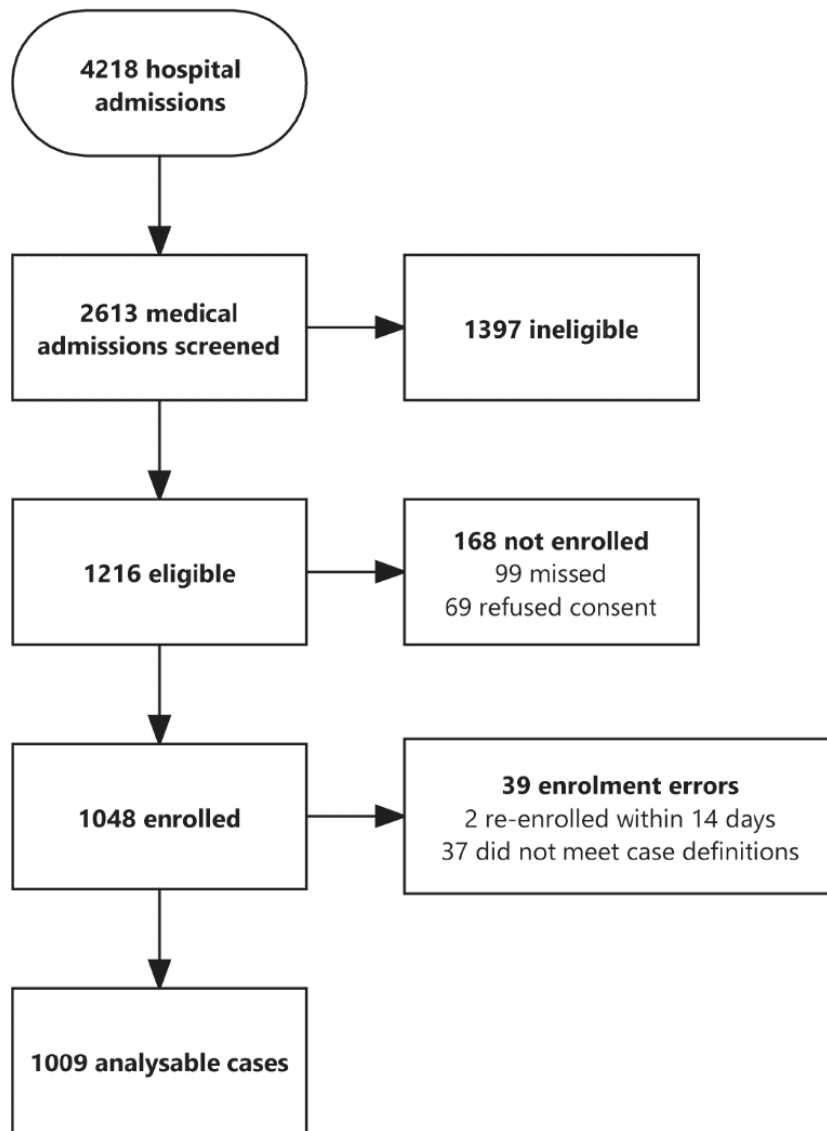 4218 hospital
admissions
2613 medical
admissions screened
1397 ineligible
1216 eligible
168 not enrolled
99 missed
69 refused consent
1048 enrolled
39 enrolment errors
2 re-enrolled within 14 days
37 did not meet case definitions
1009 analysable cases